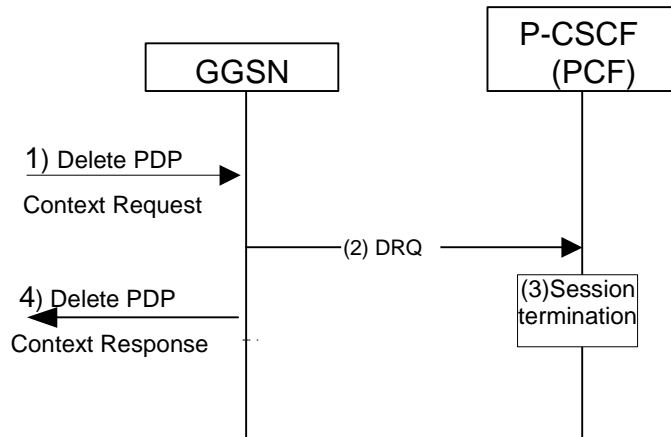 P-CSCF
(PCF)
GGSN
1) Delete PDP
Context Request
(2) DRQ
4) Delete PDP
Context Response
(3)Session
termination